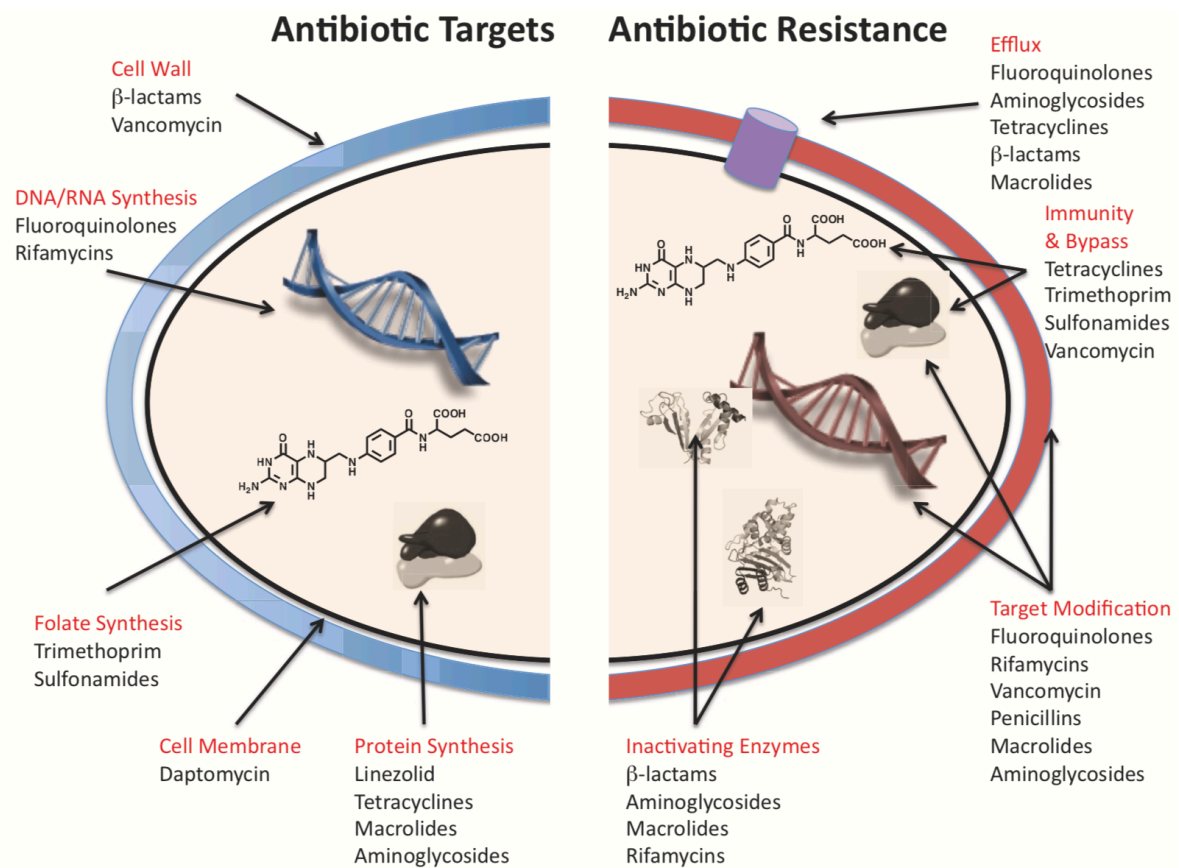 Antibiotic Targets
Cell Wall
β-lactams
Vancomycin
DNA/RNA Synthesis
Fluoroquinolones
Rifamycins
O
H
N
HN
H₂N
N
N
H
N
H
O
N
H
COOH
COOH
Folate Synthesis
Trimethoprim
Sulfonamides
Cell Membrane
Daptomycin
Protein Synthesis
Linezolid
Tetracyclines
Macrolides
Aminoglycosides
Antibiotic Resistance
Efflux
Fluoroquinolones
Aminoglycosides
Tetracyclines
β-lactams
Macrolides
O
H
N
HN
H₂N
N
N
H
N
H
O
N
H
COOH
COOH
Immunity
& Bypass
Tetracyclines
Trimethoprim
Sulfonamides
Vancomycin
Target Modification
Fluoroquinolones
Rifamycins
Vancomycin
Penicillins
Macrolides
Aminoglycosides
Inactivating Enzymes
β-lactams
Aminoglycosides
Macrolides
Rifamycins